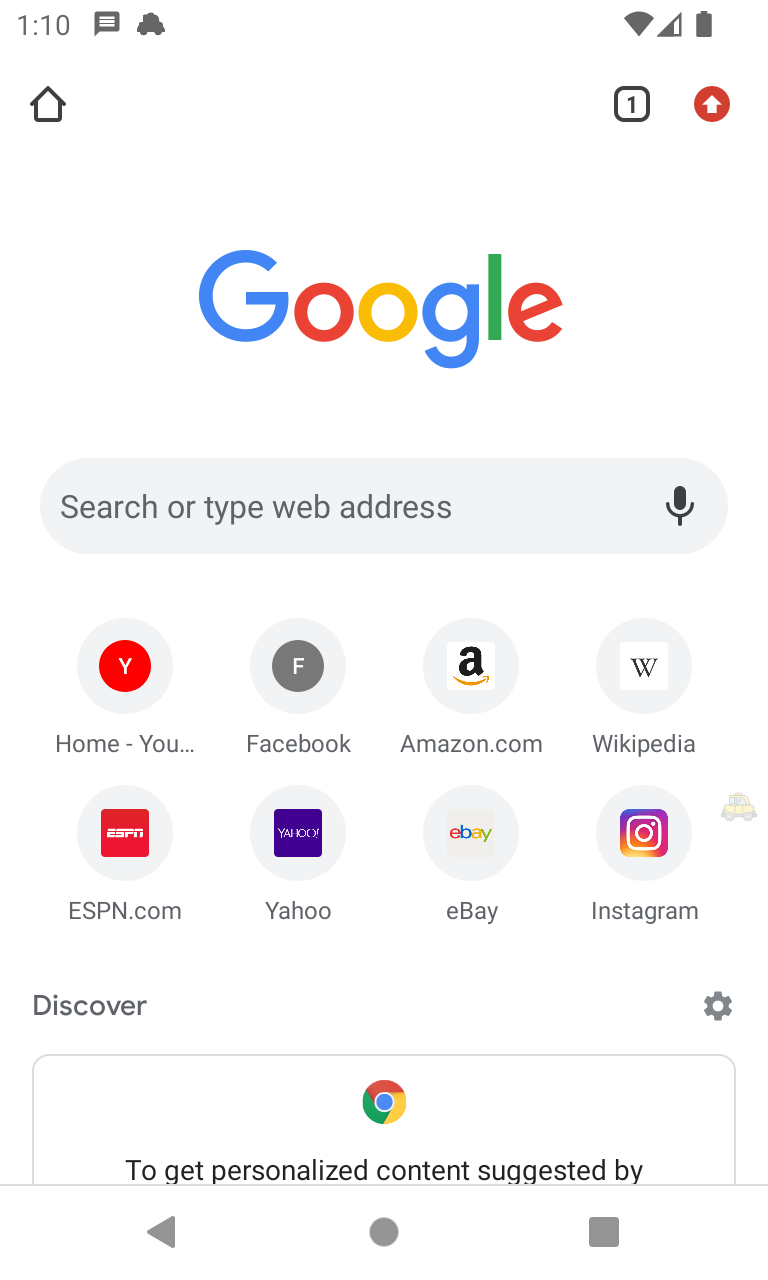 1:10
1
Google
Search or type web address
Y
F
a
W
Home - You…
Facebook
Amazon.com
Wikipedia
ESPN
YAHOO!
ebay
ESPN.com
Yahoo
eBay
Instagram
Discover
To get personalized content suggested by